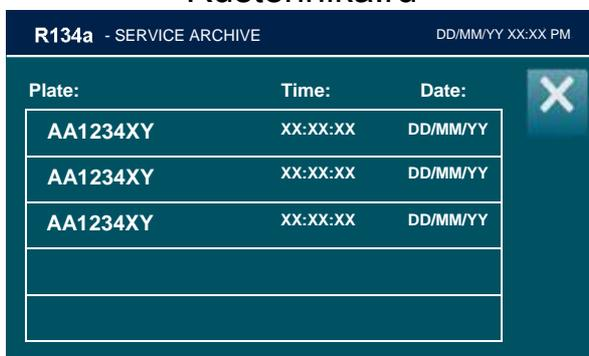 R134a - SERVICE ARCHIVE DD/MM/YY XX:XX PM
Plate: Time: Date:
AA1234XY XX:XX:XX DD/MM/YY
AA1234XY XX:XX:XX DD/MM/YY
AA1234XY XX:XX:XX DD/MM/YY